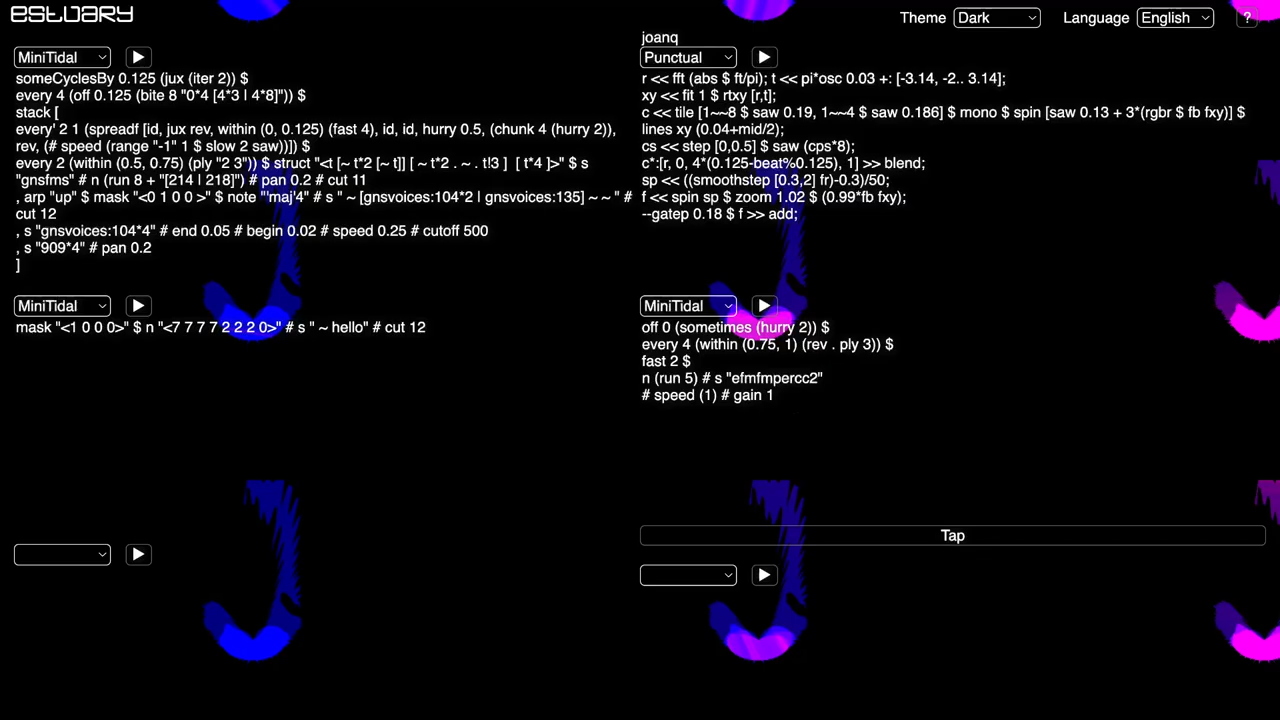 ESTUARY
Theme Dark Language English ?
MiniTidal
someCyclesBy 0.125 (jux (iter 2)) $
every 4 (off 0.125 (bite 8 "0*4 [4*3 | 4*8]")) $
stack [
every' 2 1 (spreadf [id, jux rev, within (0, 0.125) (fast 4), id, id, hurry 0.5, (chunk 4 (hurry 2)),
rev, (# speed (range "-1" 1 $ slow 2 saw))]) $
every 2 (within (0.5, 0.75) (ply "2 3")) $ struct "<t [~ t*2 [~ t]] [ ~ t*2 . ~ . t!3 ]  [ t*4 ]>" $ s
"gnsfms" # n (run 8 + "[214 | 218]") # pan 0.2 # cut 11
, arp "up" $ mask "<0 1 0 0 >" $ note "'maj'4" # s " ~ [gnsvoices:104*2 | gnsvoices:135] ~ ~ " #
cut 12
, s "gnsvoices:104*4" # end 0.05 # begin 0.02 # speed 0.25 # cutoff 500
, s "909*4" # pan 0.2
]
joanq
Punctual
r << fft (abs $ ft/pi); t << pi*osc 0.03 +: [-3.14, -2.. 3.14];
xy << fit 1 $ rtxy [r,t];
c << tile [1~~8 $ saw 0.19, 1~~4 $ saw 0.186] $ mono $ spin [saw 0.13 + 3*(rgbr $ fb fxy)] $
lines xy (0.04+mid/2);
cs << step [0,0.5] $ saw (cps*8);
c*:[r, 0, 4*(0.125-beat%0.125), 1] >> blend;
sp << ((smoothstep [0.3,2] fr)-0.3)/50;
f << spin sp $ zoom 1.02 $ (0.99*fb fxy);
--gatep 0.18 $ f >> add;
MiniTidal
mask "<1 0 0 0>" $ n "<7 7 7 7 2 2 2 0>" # s " ~ hello" # cut 12
MiniTidal
off 0 (sometimes (hurry 2)) $
every 4 (within (0.75, 1) (rev . ply 3)) $
fast 2 $
n (run 5) # s "efmfmpercc2"
# speed (1) # gain 1
Tap